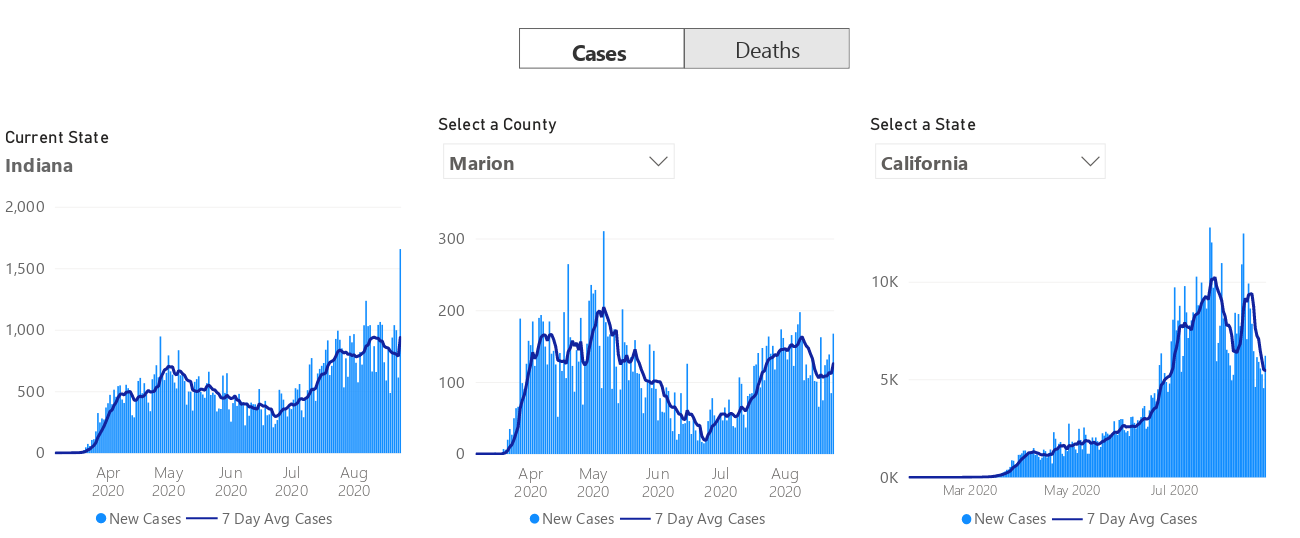 Cases
Deaths
Current State
Indiana
Select a County
Marion
Select a State
California
2,000
1,500
1,000
500
0
Apr 2020
May 2020
Jun 2020
Jul 2020
Aug 2020
New Cases
7 Day Avg Cases
300
200
100
0
Apr 2020
May 2020
Jun 2020
Jul 2020
Aug 2020
New Cases
7 Day Avg Cases
10K
5K
0K
Mar 2020
May 2020
Jul 2020
New Cases
7 Day Avg Cases